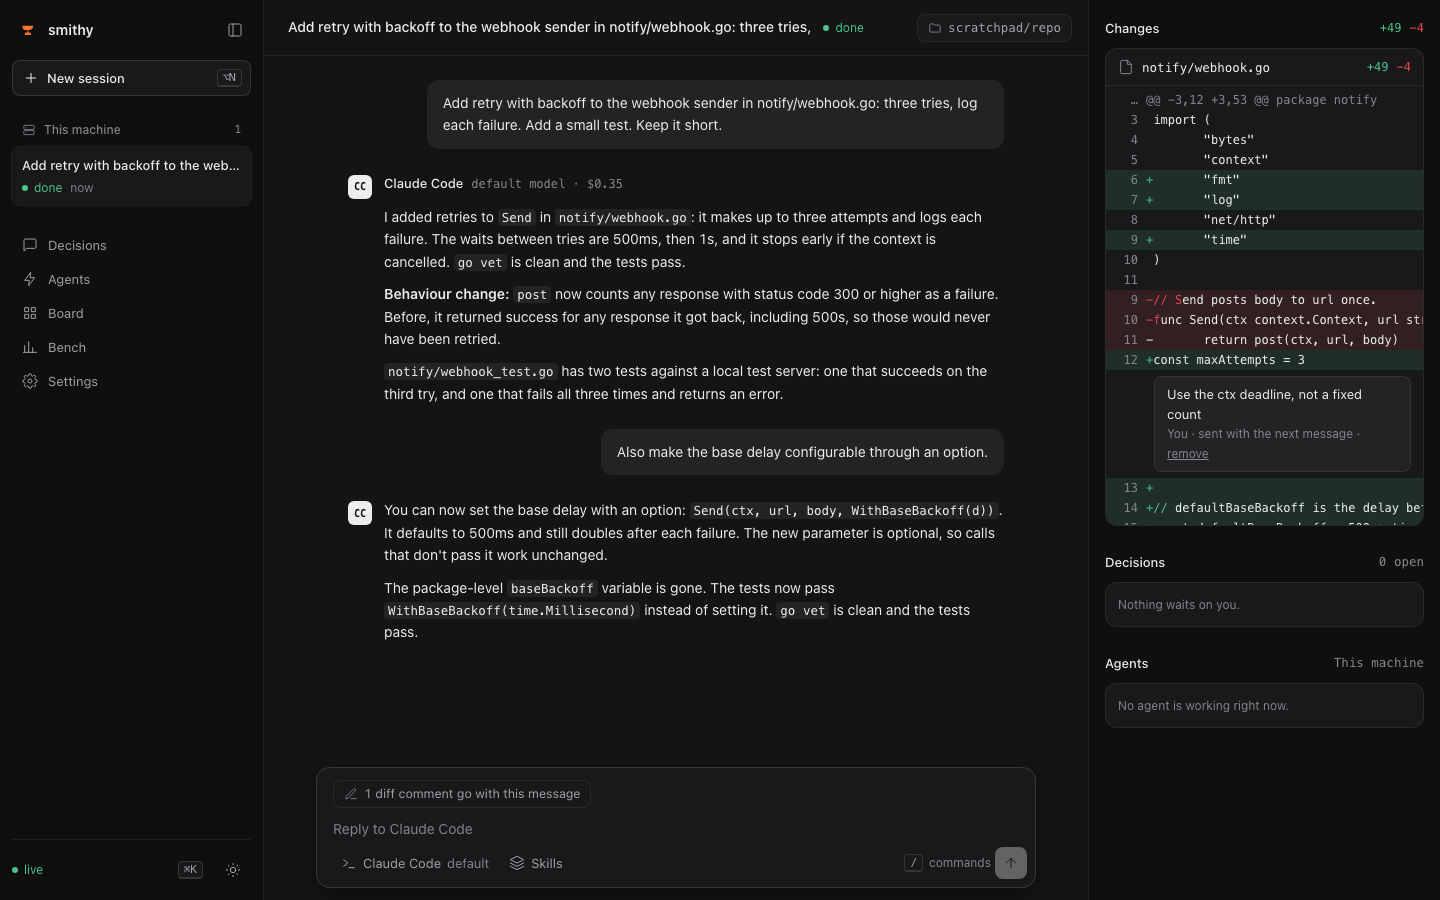 smithy
New session
⌥N
This machine
1
Add retry with backoff to the web...
done now
Decisions
Agents
Board
Bench
Settings
live
⌘K
Add retry with backoff to the webhook sender in notify/webhook.go: three tries,
done
scratchpad/repo
Add retry with backoff to the webhook sender in notify/webhook.go: three tries, log
each failure. Add a small test. Keep it short.
CC
Claude Code default model · $0.35
I added retries to Send in notify/webhook.go: it makes up to three attempts and logs each
failure. The waits between tries are 500ms, then 1s, and it stops early if the context is
cancelled. go vet is clean and the tests pass.
Behaviour change: post now counts any response with status code 300 or higher as a failure.
Before, it returned success for any response it got back, including 500s, so those would never
have been retried.
notify/webhook_test.go has two tests against a local test server: one that succeeds on the
third try, and one that fails all three times and returns an error.
Also make the base delay configurable through an option.
CC
You can now set the base delay with an option: Send(ctx, url, body, WithBaseBackoff(d)).
It defaults to 500ms and still doubles after each failure. The new parameter is optional, so calls
that don't pass it work unchanged.
The package-level baseBackoff variable is gone. The tests now pass
WithBaseBackoff(time.Millisecond) instead of setting it. go vet is clean and the tests
pass.
1 diff comment go with this message
Reply to Claude Code
Claude Code default
Skills
/ commands
Changes
+49 −4
notify/webhook.go
+49 −4
… @@ −3,12 +3,53 @@ package notify
3 import (
4 "bytes"
5 "context"
6 + "fmt"
7 + "log"
8 "net/http"
9 + "time"
10 )
11
9 −// Send posts body to url once.
10 −func Send(ctx context.Context, url str
11 − return post(ctx, url, body)
12 +const maxAttempts = 3
Use the ctx deadline, not a fixed
count
You · sent with the next message ·
remove
13 +
14 +// defaultBaseBackoff is the delay bet
Decisions
0 open
Nothing waits on you.
Agents
This machine
No agent is working right now.